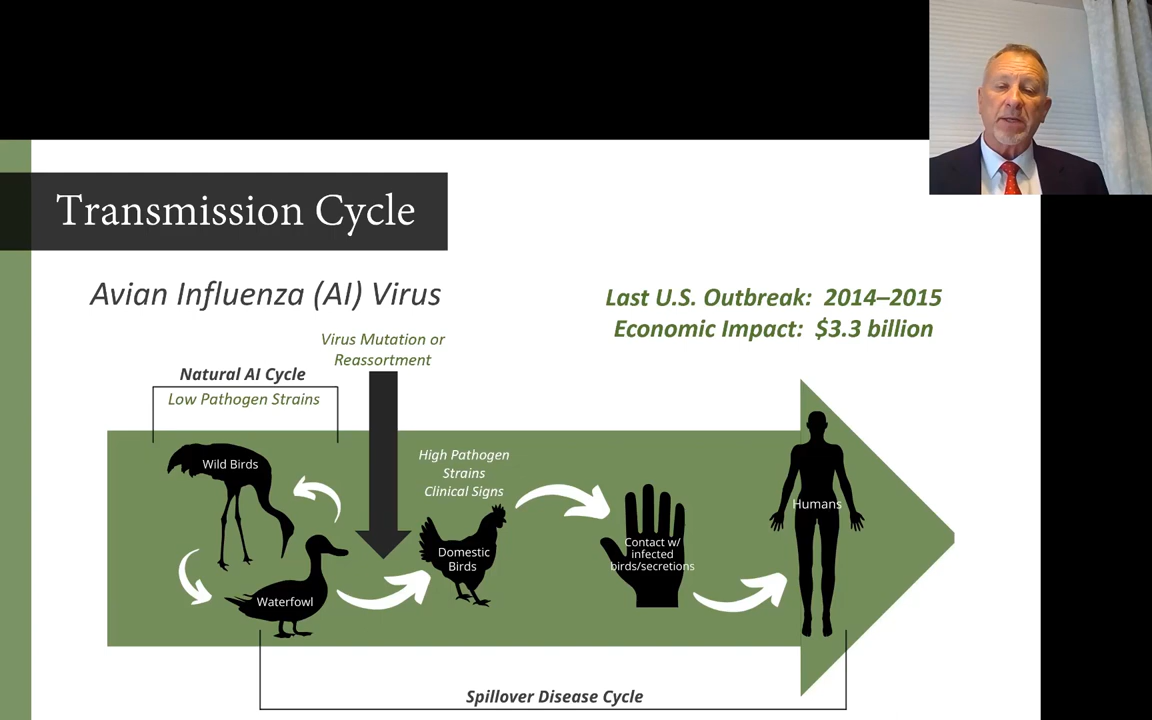 Transmission Cycle
Avian Influenza (AI) Virus
Last U.S. Outbreak: 2014–2015
Economic Impact: $3.3 billion
Virus Mutation or
Reassortment
Natural AI Cycle
Low Pathogen Strains
Wild Birds
Waterfowl
High Pathogen
Strains
Clinical Signs
Domestic
Birds
Contact w/
infected
birds/secretions
Humans
Spillover Disease Cycle